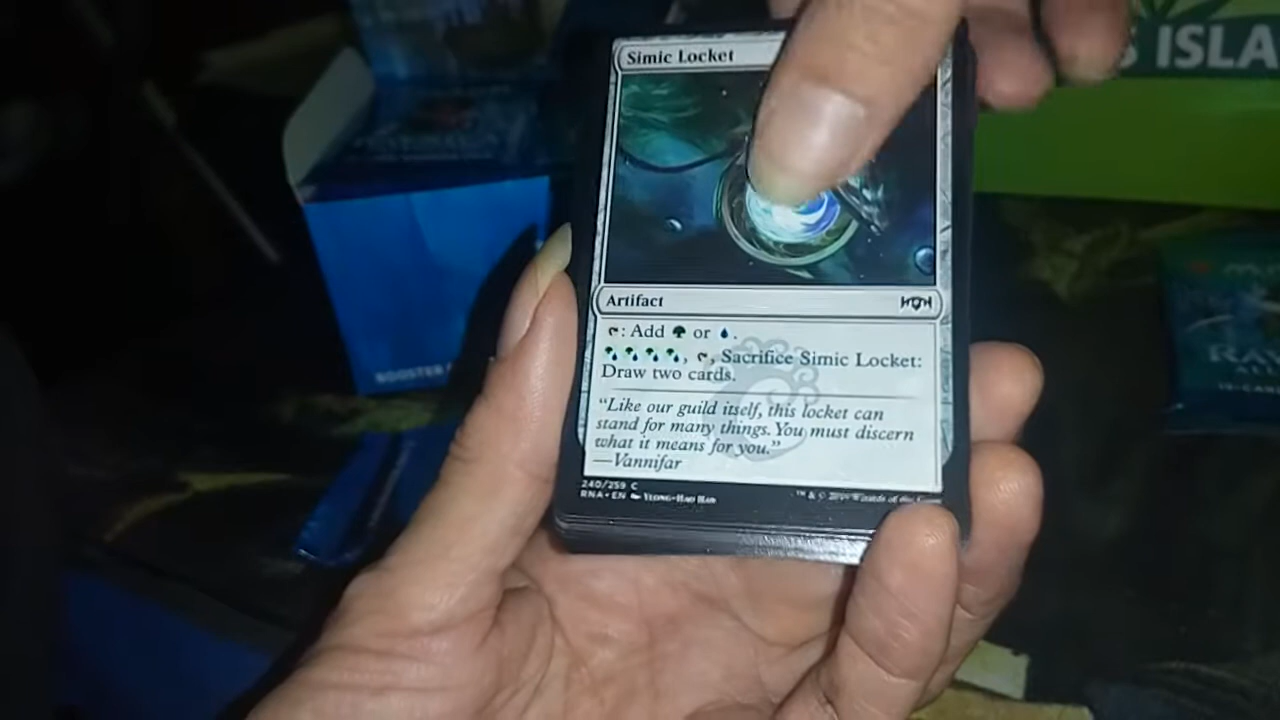 Simic Locket
ISLA
Artifact
: Add or .
, , Sacrifice Simic Locket:
Draw two cards.
"Like our guild itself, this locket can
stand for many things. You must discern
what it means for you."
—Vannifar
240/259 C
RNA • EN
BOOSTER